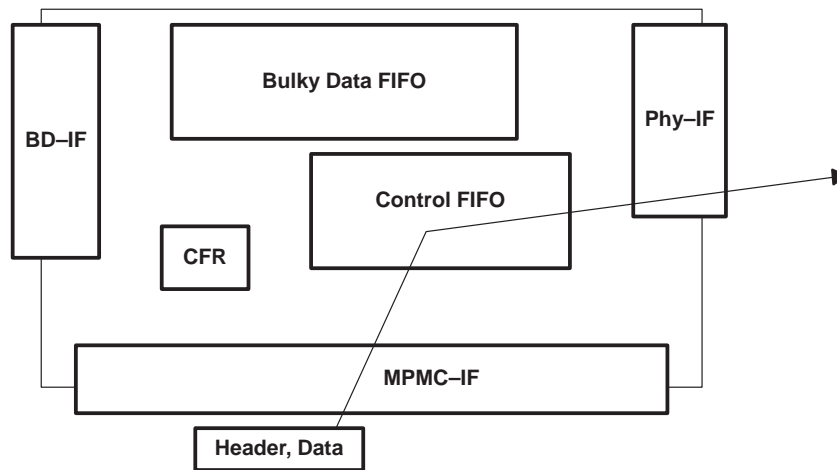 Bulky Data FIFO
BD–IF
Phy–IF
Control FIFO
CFR
MPMC–IF
Header, Data